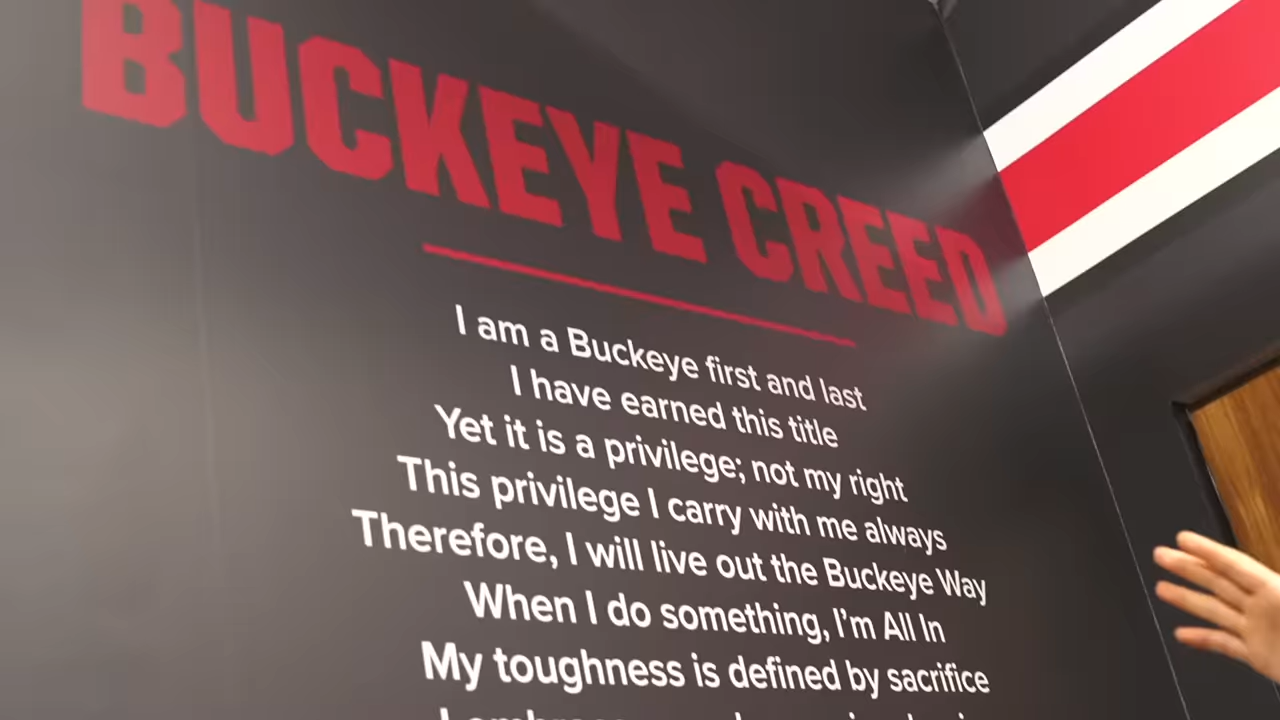 BUCKEYE CREED
I am a Buckeye first and last
I have earned this title
Yet it is a privilege; not my right
This privilege I carry with me always
Therefore, I will live out the Buckeye Way
When I do something, I'm All In
My toughness is defined by sacrifice